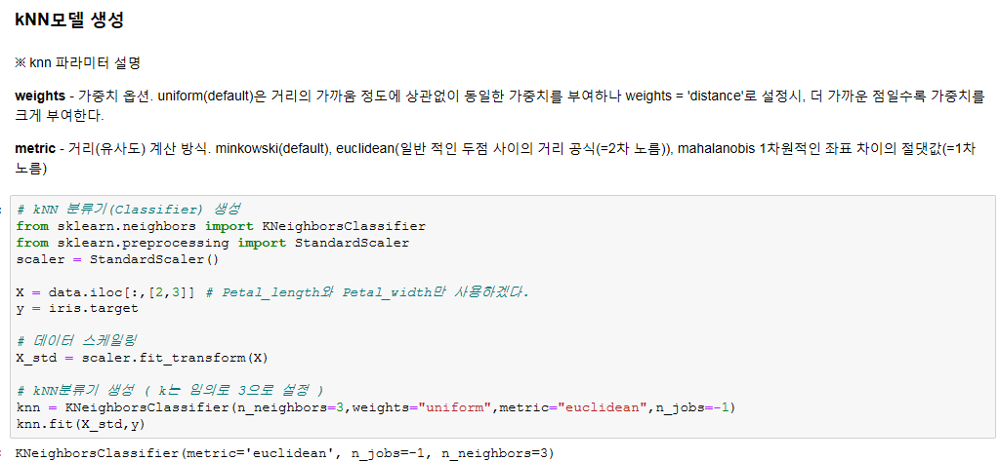 kNN모델 생성
※ knn 파라미터 설명
weights - 가중치 옵션. uniform(default)은 거리의 가까움 정도에 상관없이 동일한 가중치를 부여하나 weights = 'distance'로 설정시, 더 가까운 점일수록 가중치를
크게 부여한다.
metric - 거리(유사도) 계산 방식. minkowski(default), euclidean(일반 적인 두점 사이의 거리 공식(=2차 노름)), mahalanobis 1차원적인 좌표 차이의 절댓값(=1차
노름)
# kNN 분류기(Classifier) 생성
from sklearn.neighbors import KNeighborsClassifier
from sklearn.preprocessing import StandardScaler
scaler = StandardScaler()
X = data.iloc[:,[2,3]] # Petal_length와 Petal_width만 사용하겠다.
y = iris.target
# 데이터 스케일링
X_std = scaler.fit_transform(X)
# kNN분류기 생성 ( k는 임의로 3으로 설정 )
knn = KNeighborsClassifier(n_neighbors=3,weights="uniform",metric="euclidean",n_jobs=-1)
knn.fit(X_std,y)
KNeighborsClassifier(metric='euclidean', n_jobs=-1, n_neighbors=3)